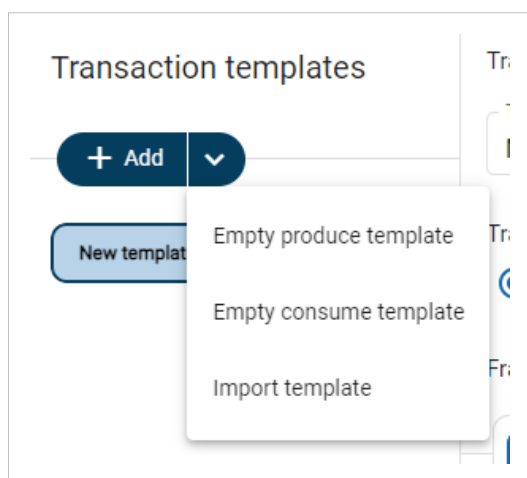 Transaction templates
Add
New templat
Empty produce template
Empty consume template
Import template